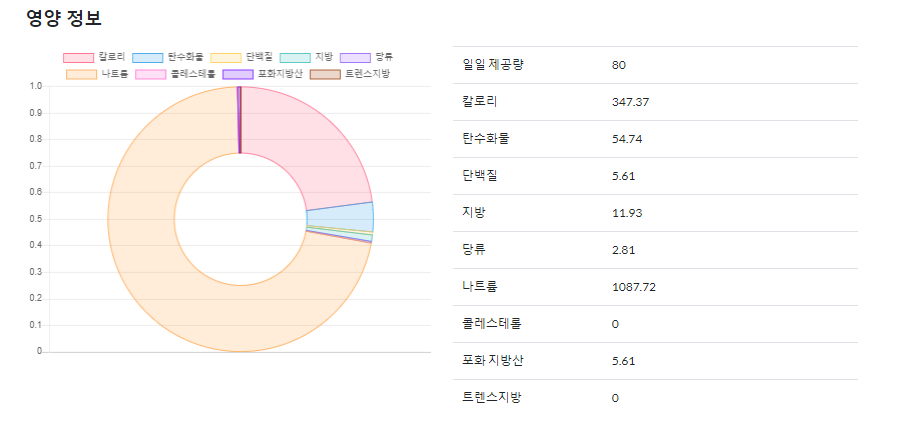 영양 정보
칼로리 탄수화물 단백질 지방 당류
나트륨 콜레스테롤 포화지방산 트렌스지방
1.0
0.9
0.8
0.7
0.6
0.5
0.4
0.3
0.2
0.1
0
일일 제공량 80
칼로리 347.37
탄수화물 54.74
단백질 5.61
지방 11.93
당류 2.81
나트륨 1087.72
콜레스테롤 0
포화 지방산 5.61
트렌스지방 0